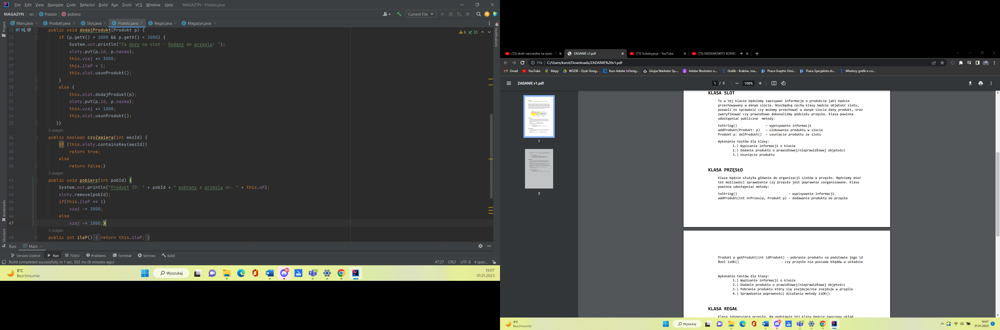 File Edit View Navigate Code Refactor Build Run Tools VCS Window Help MAGAZYN - Przeslo.java
MAGAZYN src Przeslo pobierz
Current File
Main.java Produkt.java Slot.java Przeslo.java Regal.java Magazyn.java
6 33
22 public void dodajProdukt(Produkt p) {
23 if (p.getV() > 1000 && p.getV() < 3000) {
24 System.out.println("Za duzy na slot - Dodany do przesla! ");
25 sloty.put(p.id, p.nazwa);
26 this.vzaj += 3000;
27 this.ileP = 1;
28 this.slot.usunProdukt();
29 }
30 else {
31 this.slot.dodajProdukt(p);
32 sloty.put(p.id, p.nazwa);
33 this.vzaj += 1000;
34 this.slot.usunProdukt();
35 }}
3 usages
36 public boolean czyZawiera(int wezId) {
37 if (this.sloty.containsKey(wezId))
38 return true;
39 else
40 return false;}
3 usages
41 public void pobierz(int pobId) {
42 System.out.println("Produkt ID: " + pobId + " pobrany z przesla nr. " + this.nP);
43 sloty.remove(pobId);
44 if(this.ileP == 1)
45 vzaj -= 3000;
46 else
47 vzaj -= 1000;}
3 usages
48 public int ileP() { return this.ileP; }
Project
Bookmarks
Structure
Notifications
Run: Main
Version Control Run TODO Problems Terminal Services Build
Build completed successfully in 1 sec, 502 ms (8 minutes ago) 47:27 CRLF UTF-8 4 spac...
8°C
Bezchmurnie
Wyszukaj
9+
19:07
01.01.2023
(73) skoki narciarskie na żywo - ZADANIE v1.pdf (73) Subskrypcje - YouTube (73) NIESAMOWITY KONIEC
Plik C:/Users/karol/Downloads/ZADANIE%20v1.pdf
Gmail YouTube Mapy WSZIB – Dysk Goog... Kurs Adobe InDesig... Grupa Marketer Sp.... Adobe Illustrator o... Grafik - Kraków, ma... Praca Graphic Desi... Praca Specjalista ds... Młodszy grafik e-co...
ZADANIE v1.pdf 1 / 2 100%
1
2
KLASA SLOT
To w tej klasie będziemy zapisywać informacje o produkcie jaki będzie
przechowywany w danym slocie. Niezbędną cechą klasy będzie objętość slotu,
pozwoli to sprawdzić czy możemy przechować w danym slocie dany produkt, oraz
zweryfikować czy prawidłowo dokonaliśmy podziału przęsła. Klasa powinna
udostępniać publiczne metody:
toString() – wypisywanie informacji
addProdukt(Produkt: p) – ulokowanie produktu w slocie
Produkt p: delProdukt() – usunięcie produktu ze slotu
Wykonanie testów dla klasy:
1.) Wypisanie informacji o klasie
2.) Dodanie produktu o prawidłowej/nieprawidłowej objętości
3.) Usunięcie produktu
KLASA PRZĘSŁO
Klasa będzie służyła głównie do organizacji slotów w przęsło. Będziemy mieć
też możliwości sprawdzenie czy przęsło jest poprawnie zorganizowane. Klasa
powinna udostępniać metody:
toString() – wypisywanie informacji
addProdukt(int nrPrzesla, Produkt p) – dodawanie produktu do przęsła
Produkt p getProdukt(int idProdukt) – pobranie produktu na podstawie jego id
Bool isOK() - czy przęsło nie posiada błędów w układzie
Wykonanie testów dla klasy:
1.) Wypisanie informacji o klasie
2.) Dodanie produktu o prawidłowej/nieprawidłowej objętości
3.) Pobranie produktu który się znajduje/nie znajduje w przęśle
4.) Sprawdzenie poprawności działania metody isOK()
KLASA REGAŁ
Klasa integrująca przęsła. Na podstawie tej klasy będzie tworzony układ
8°C
Bezchmurnie
Wyszukaj
9+
19:07
01.01.2023
1